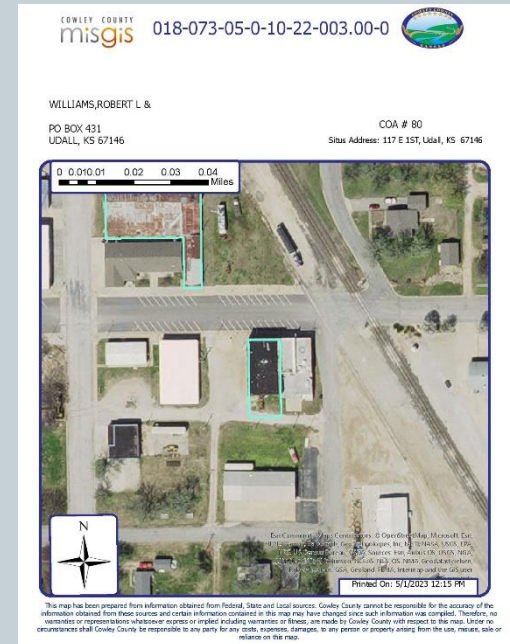 COWLEY COUNTY
misgis
018-073-05-0-10-22-003.00-0
WILLIAMS,ROBERT L &
PO BOX 431
UDALL, KS 67146
COA # 80
Situs Address: 117 E 1ST, Udall, KS 67146
0 0.010.01 0.02 0.03 0.04
Miles
N
Printed On: 5/1/2023 12:15 PM
This map has been prepared from information obtained from Federal, State and Local sources. Cowley County cannot be responsible for the accuracy of the
information obtained from these sources and certain information contained in this map may have changed since such information was compiled. Therefore, no
warranties or representations whatsoever express or implied including warranties or fitness, are made by Cowley County with respect to this map. Under no
circumstances shall Cowley County be responsible to any party for any costs, expenses, damages, to any person or property arising from the use, misuse, sale or
reliance on this map.